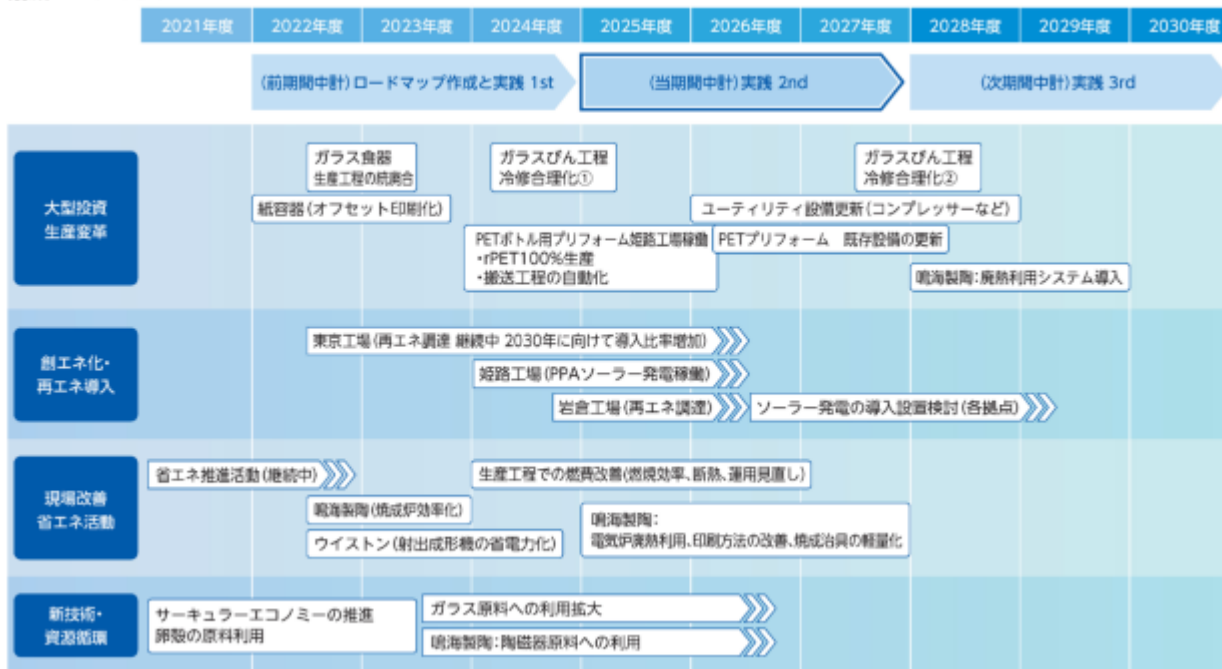 2021年度 2022年度 2023年度 2024年度 2025年度 2026年度 2027年度 2028年度 2029年度 2030年度
(前期間中計)ロードマップ作成と実践 1st
(当期間中計)実践 2nd
(次期間中計)実践 3rd
大型投資
生産変革
ガラス食器
生産工程の統廃合
ガラスびん工程
冷修合理化①
ガラスびん工程
冷修合理化②
紙容器(オフセット印刷化)
ユーティリティ設備更新(コンプレッサーなど)
PETボトル用プリフォーム姫路工場稼働
・rPET100%生産
・搬送工程の自動化
PETプリフォーム 既存設備の更新
鳴海製陶:廃熱利用システム導入
創エネ化・
再エネ導入
東京工場(再エネ調達 継続中 2030年に向けて導入比率増加)
姫路工場(PPAソーラー発電稼働)
岩倉工場(再エネ調達)
ソーラー発電の導入設置検討(各拠点)
現場改善
省エネ活動
省エネ推進活動(継続中)
生産工程での燃費改善(燃焼効率、断熱、運用見直し)
鳴海製陶(焼成炉効率化)
ウイストン(射出成形機の省電力化)
鳴海製陶:
電気炉廃熱利用、印刷方法の改善、焼成治具の軽量化
新技術・
資源循環
サーキュラーエコノミーの推進
卵殻の原料利用
ガラス原料への利用拡大
鳴海製陶:陶磁器原料への利用